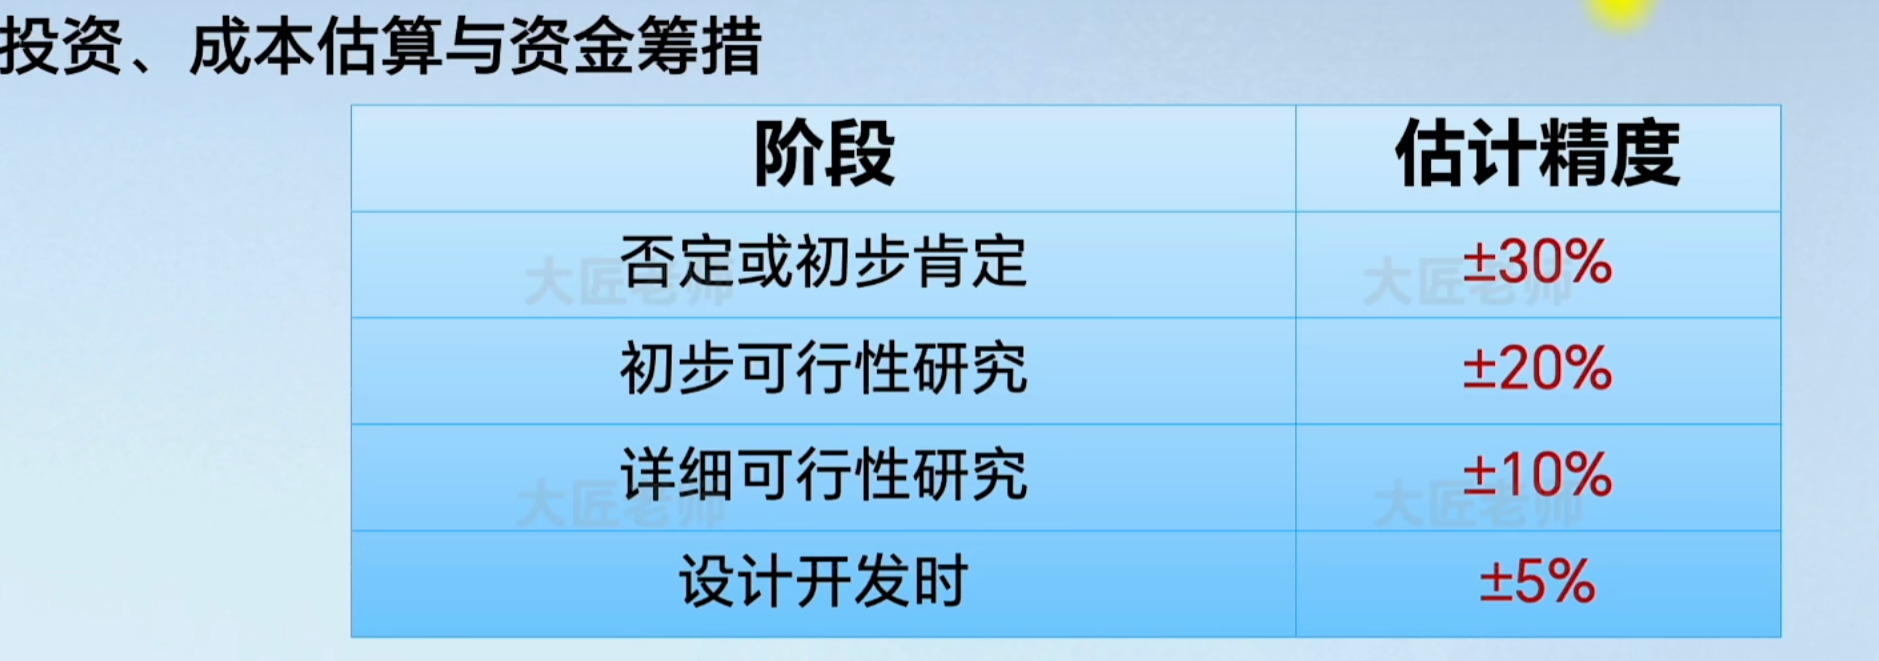 投资、成本估算与资金筹措
阶段 估计精度
否定或初步肯定 ±30%
大匠老师 大匠老师
初步可行性研究 ±20%
详细可行性研究 ±10%
大匠老师 大匠老师
设计开发时 ±5%